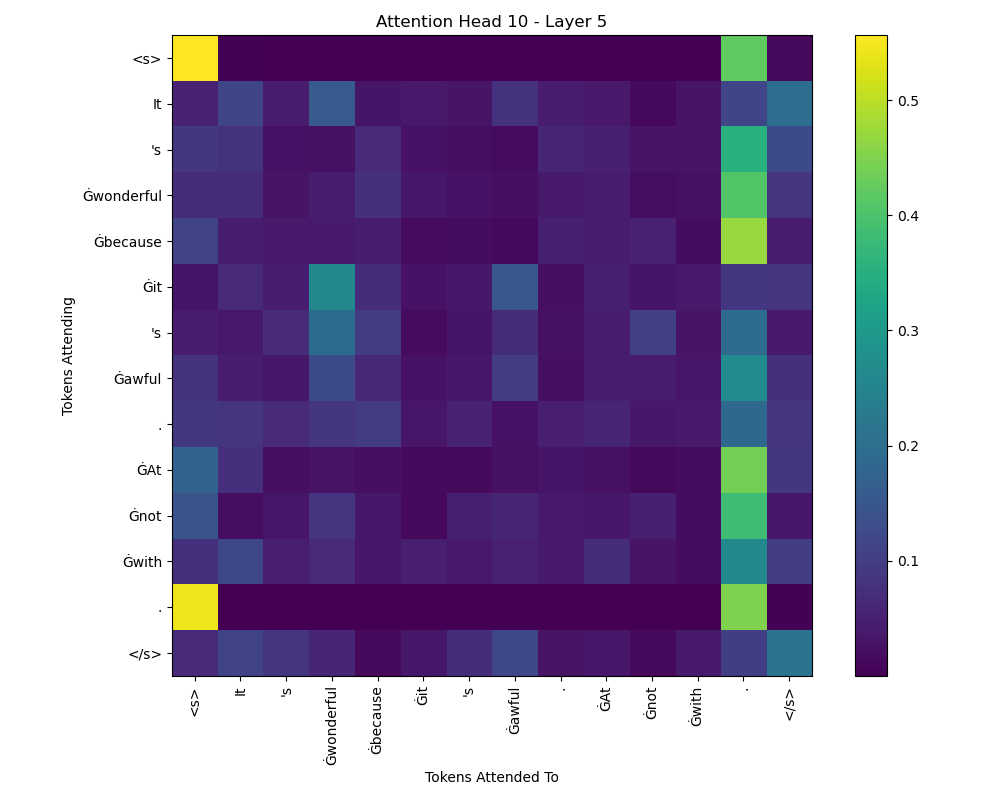 Attention Head 10 - Layer 5
Tokens Attending
<s>
It
's
Ġwonderful
Ġbecause
Ġit
's
Ġawful
.
ĠAt
Ġnot
Ġwith
.
</s>
<s>
It
's
Ġwonderful
Ġbecause
Ġit
's
Ġawful
.
ĠAt
Ġnot
Ġwith
.
</s>
Tokens Attended To
0.5
0.4
0.3
0.2
0.1